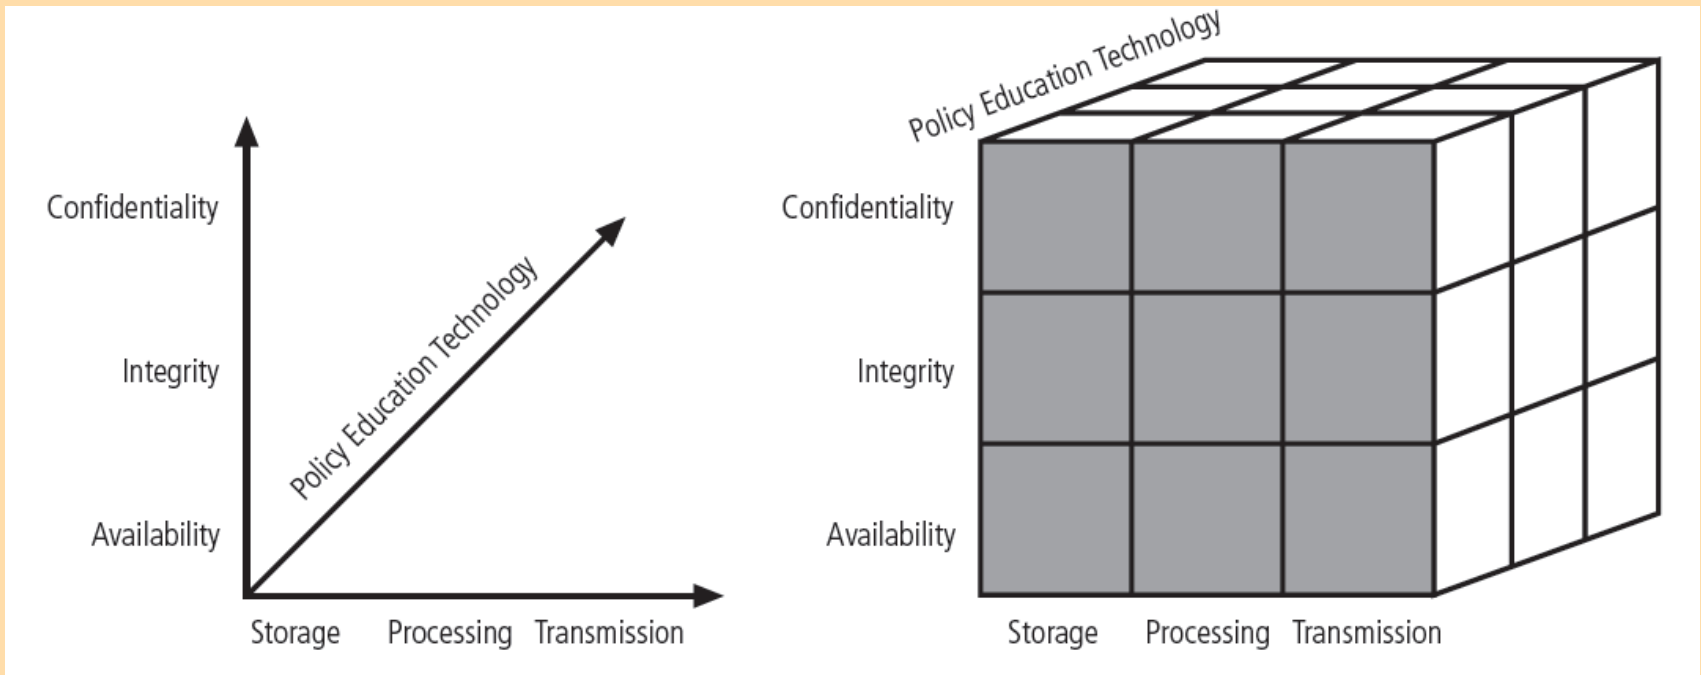 Policy Education Technology
Confidentiality
Integrity
Availability
Storage Processing Transmission
Policy Education Technology
Confidentiality
Integrity
Availability
Storage Processing Transmission